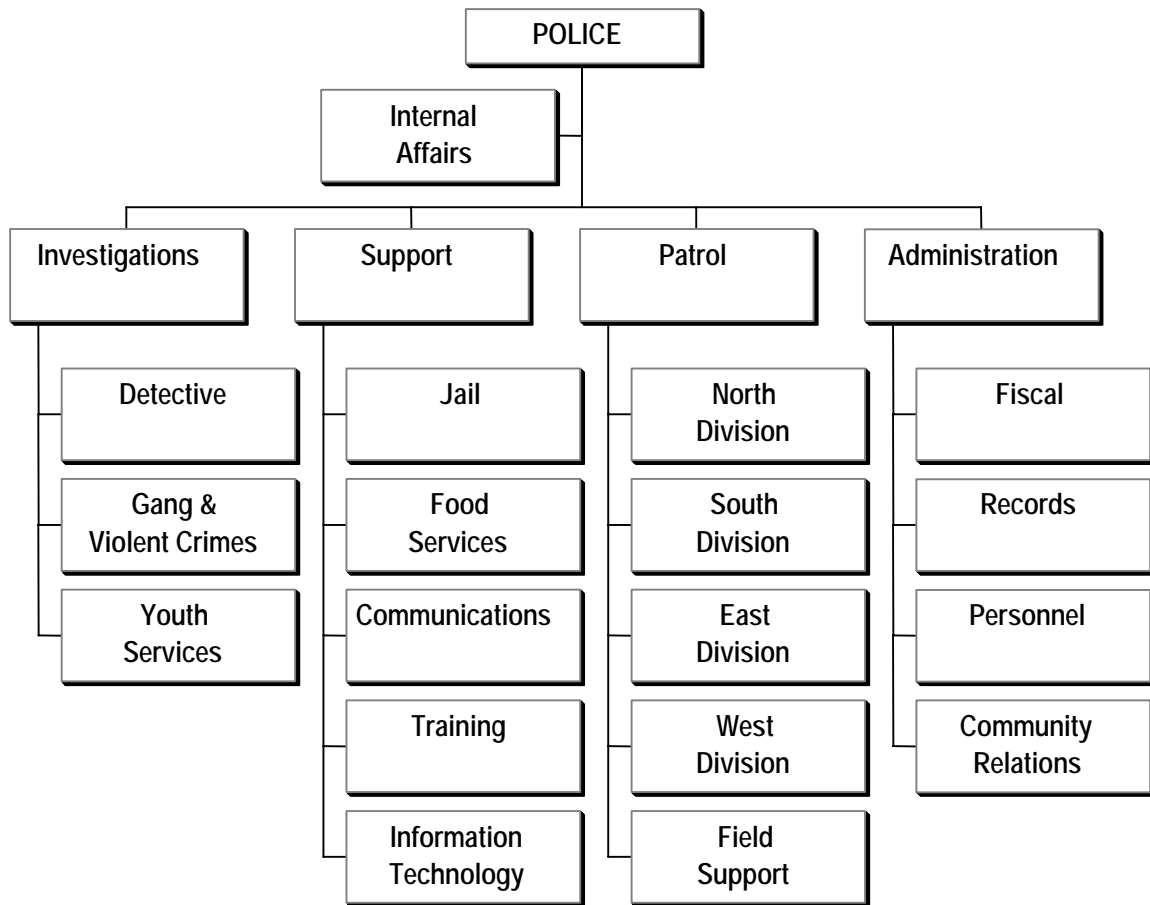 POLICE
Internal
Affairs
Investigations
Support
Patrol
Administration
Detective
Jail
North
Division
Fiscal
Gang &
Violent Crimes
Food
Services
South
Division
Records
Youth
Services
Communications
East
Division
Personnel
Training
West
Division
Community
Relations
Information
Technology
Field
Support